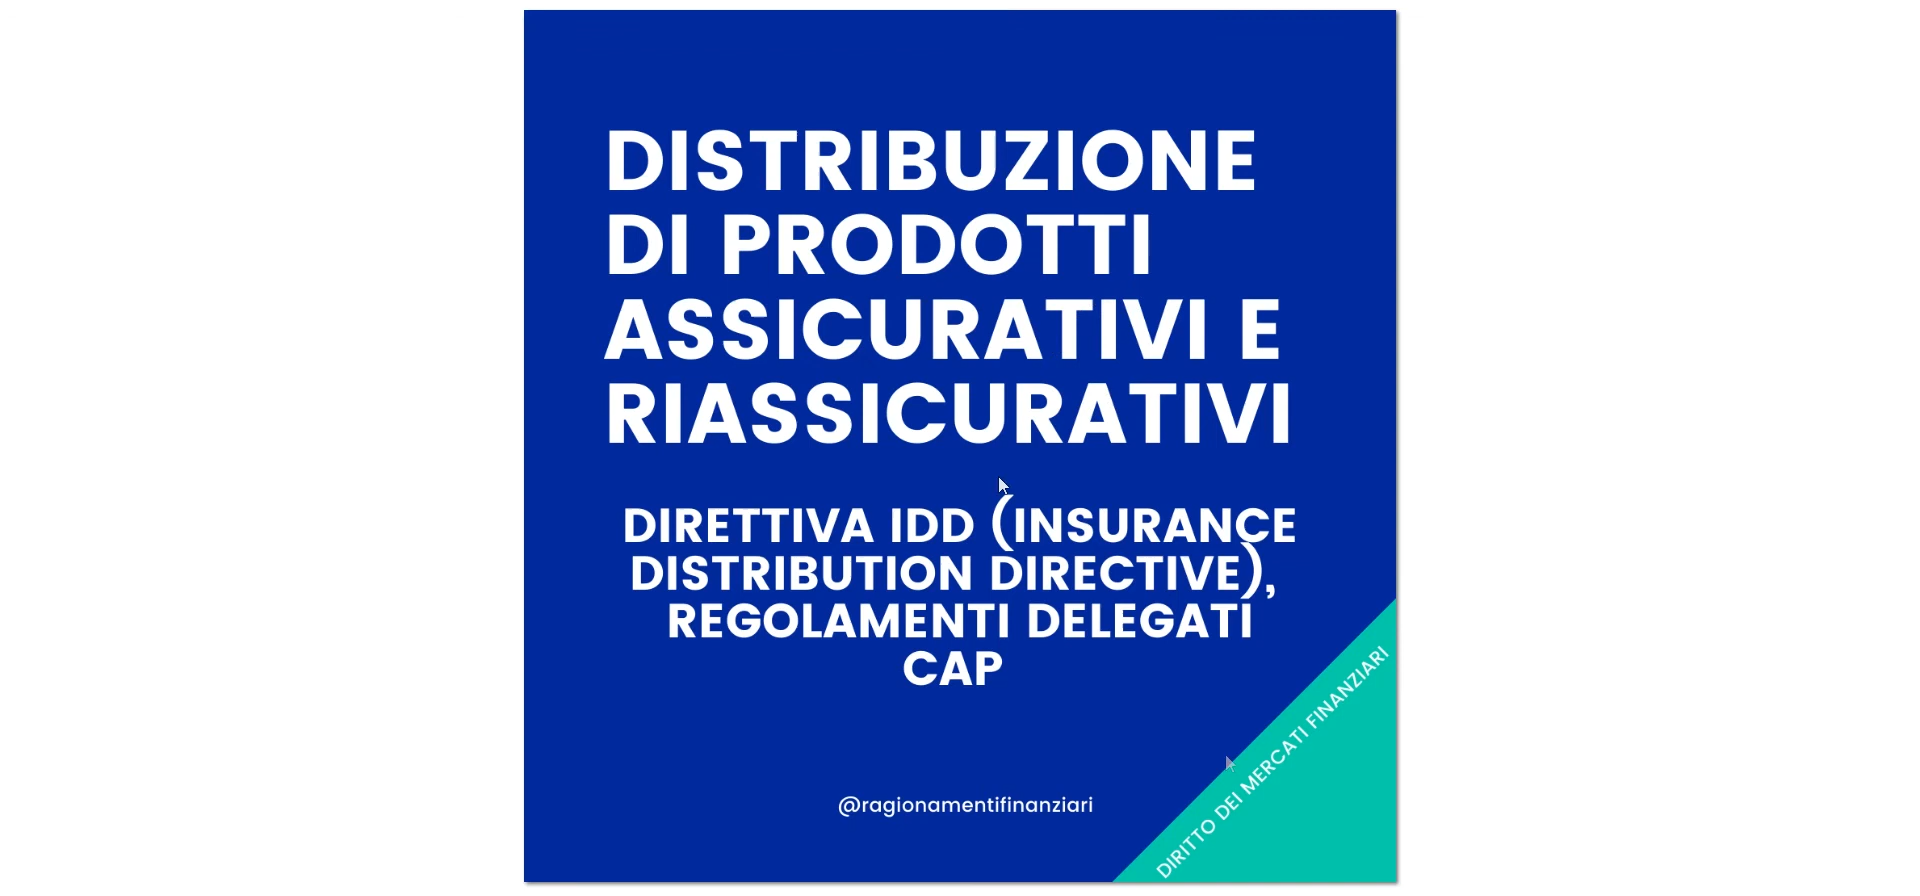 DISTRIBUZIONE
DI PRODOTTI
ASSICURATIVI E
RIASSICURATIVI
DIRETTIVA IDD (INSURANCE
DISTRIBUTION DIRECTIVE),
REGOLAMENTI DELEGATI
CAP
@ragionamentifinanziari
DIRITTO DEI MERCATI FINANZIARI